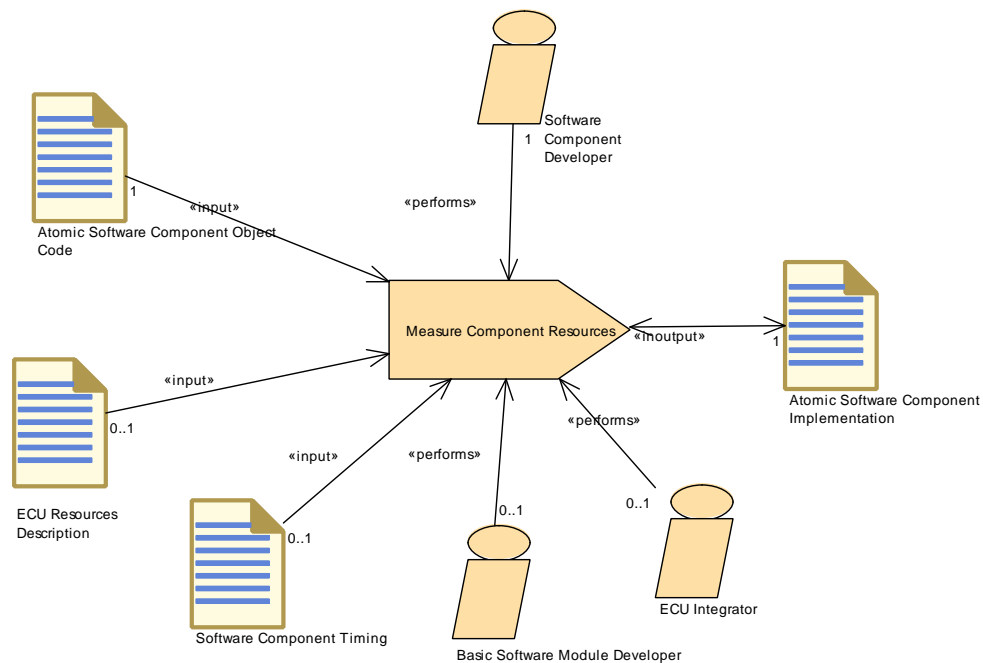 Software
Component
Developer
1
«performs»
1
«input»
Atomic Software Component Object
Code
Measure Component Resources
«inoutput»
1
Atomic Software Component
Implementation
«input»
0..1
ECU Resources
Description
«input»
0..1
Software Component Timing
«performs»
0..1
Basic Software Module Developer
«performs»
0..1
ECU Integrator